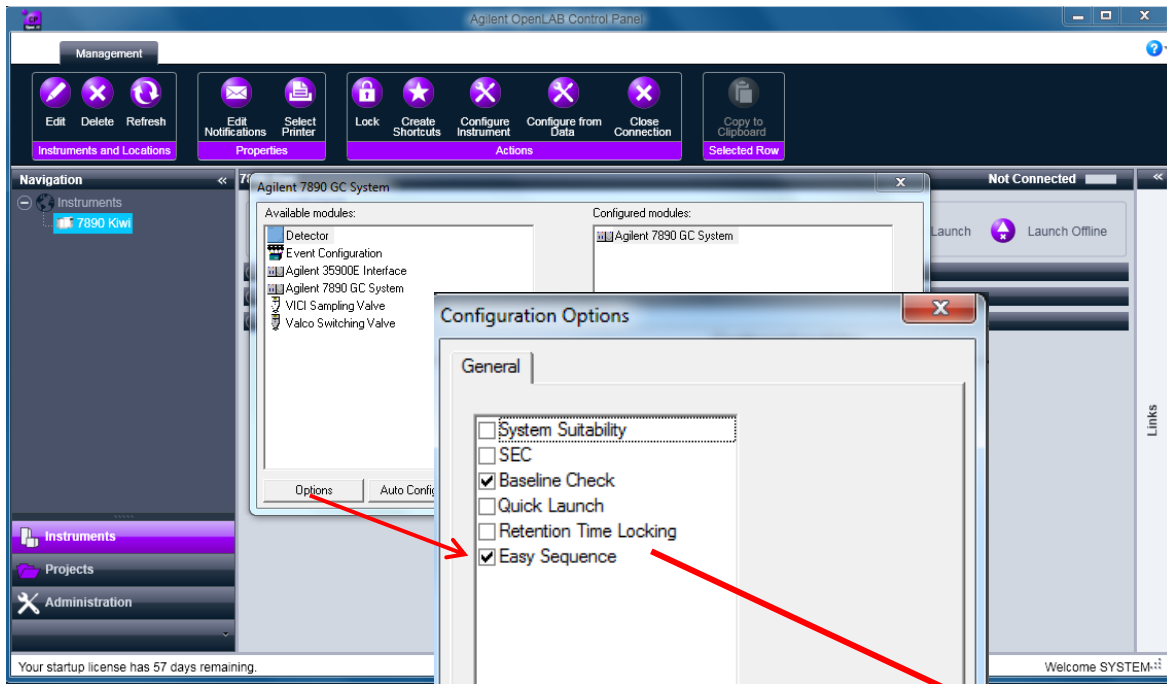 Agilent OpenLAB Control Panel
Management
Edit
Delete
Refresh
Edit Notifications
Select Printer
Lock
Create Shortcuts
Configure Instrument
Configure from Data
Close Connection
Copy to Clipboard
Instruments and Locations
Properties
Actions
Selected Row
Navigation
Not Connected
Instruments
7890 Kiwi
Agilent 7890 GC System
Available modules:
Configured modules:
Detector
Event Configuration
Agilent 35900E Interface
Agilent 7890 GC System
VICI Sampling Valve
Valco Switching Valve
Agilent 7890 GC System
Launch
Launch Offline
Options
Auto Config
Configuration Options
General
System Suitability
SEC
Baseline Check
Quick Launch
Retention Time Locking
Easy Sequence
Links
Instruments
Projects
Administration
Your startup license has 57 days remaining.
Welcome SYSTEM